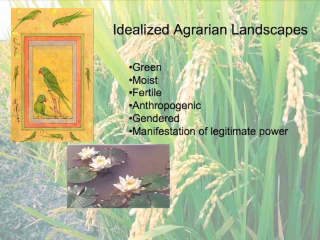 Idealized Agrarian Landscapes
•Green
•Moist
•Fertile
•Anthropogenic
•Gendered
•Manifestation of legitimate power